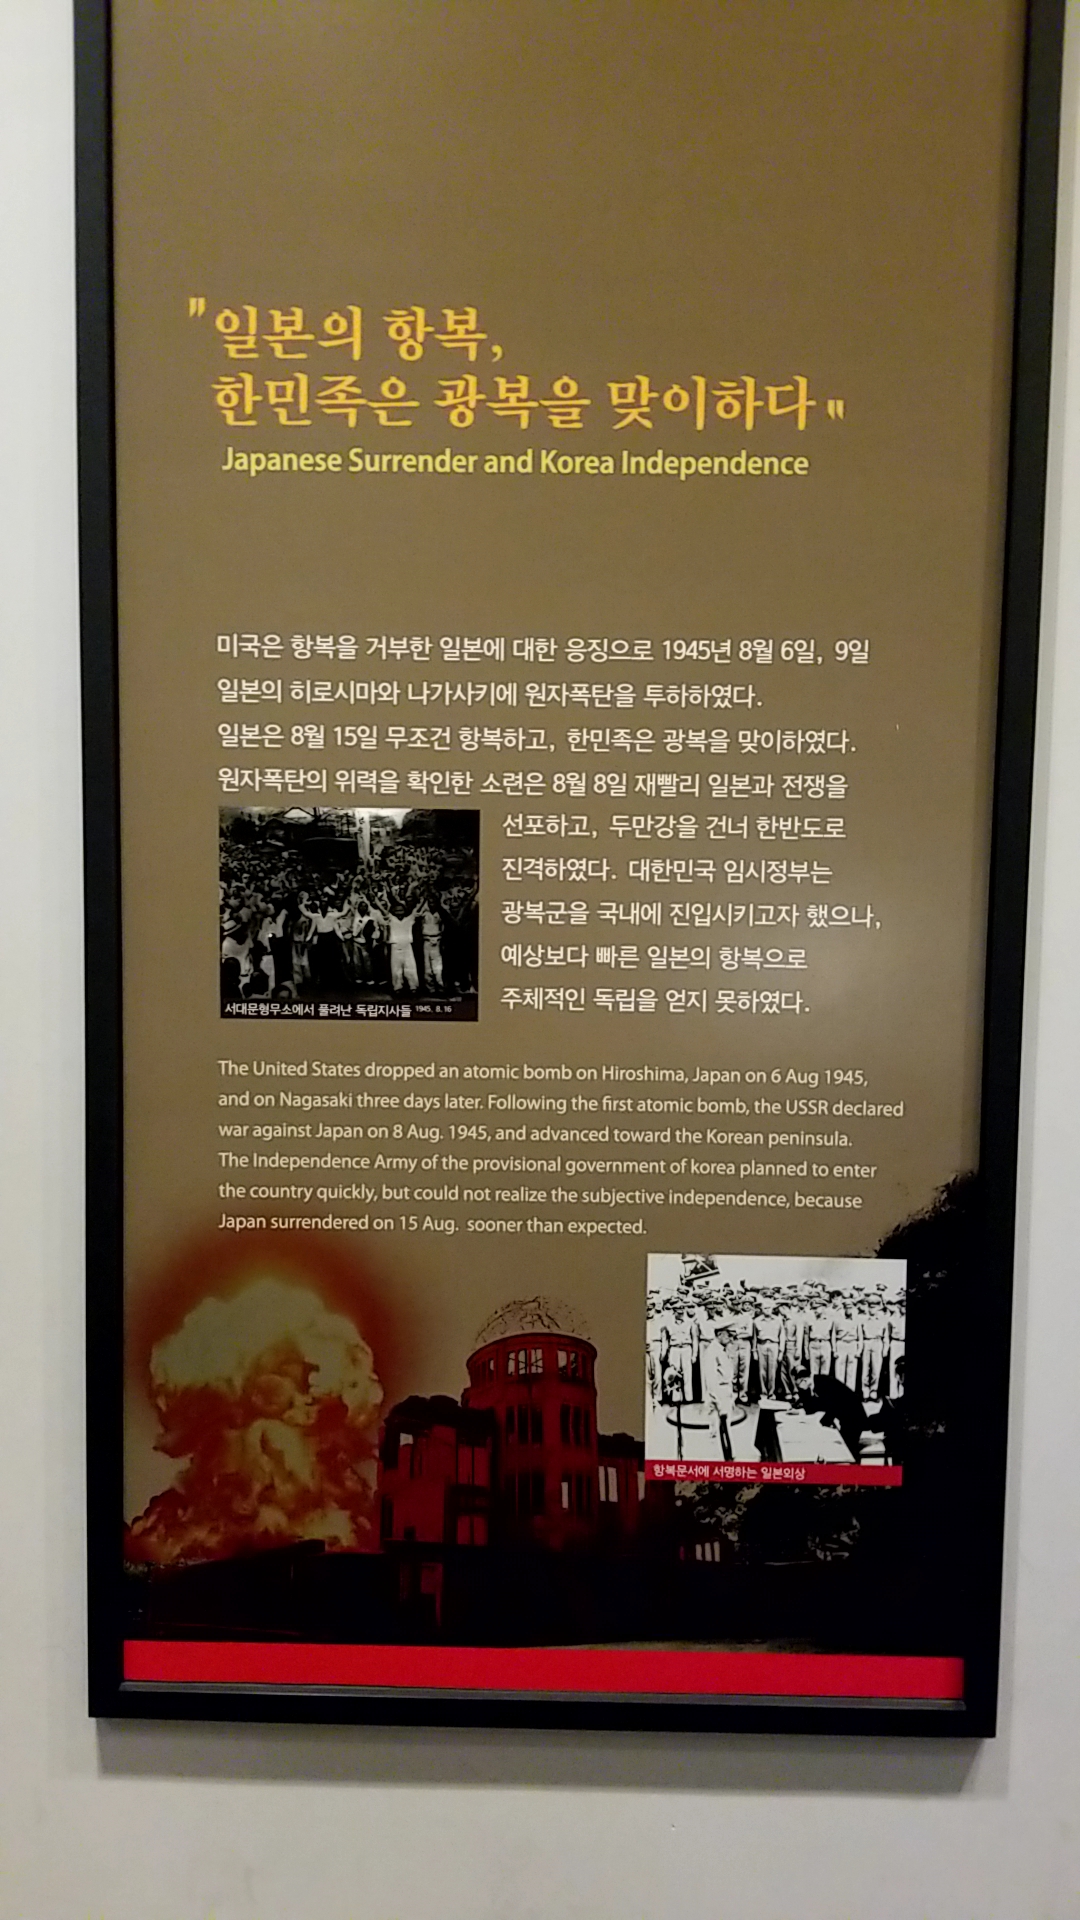 "일본의 항복,
한민족은 광복을 맞이하다"
Japanese Surrender and Korea Independence
미국은 항복을 거부한 일본에 대한 응징으로 1945년 8월 6일, 9일
일본의 히로시마와 나가사키에 원자폭탄을 투하하였다.
일본은 8월 15일 무조건 항복하고, 한민족은 광복을 맞이하였다.
원자폭탄의 위력을 확인한 소련은 8월 8일 재빨리 일본과 전쟁을
선포하고, 두만강을 건너 한반도로
진격하였다. 대한민국 임시정부는
광복군을 국내에 진입시키고자 했으나,
예상보다 빠른 일본의 항복으로
주체적인 독립을 얻지 못하였다.
서대문형무소에서 풀려난 독립지사들 1945. 8. 16
The United States dropped an atomic bomb on Hiroshima, Japan on 6 Aug 1945,
and on Nagasaki three days later. Following the first atomic bomb, the USSR declared
war against Japan on 8 Aug. 1945, and advanced toward the Korean peninsula.
The Independence Army of the provisional government of korea planned to enter
the country quickly, but could not realize the subjective independence, because
Japan surrendered on 15 Aug. sooner than expected.
항복문서에 서명하는 일본외상